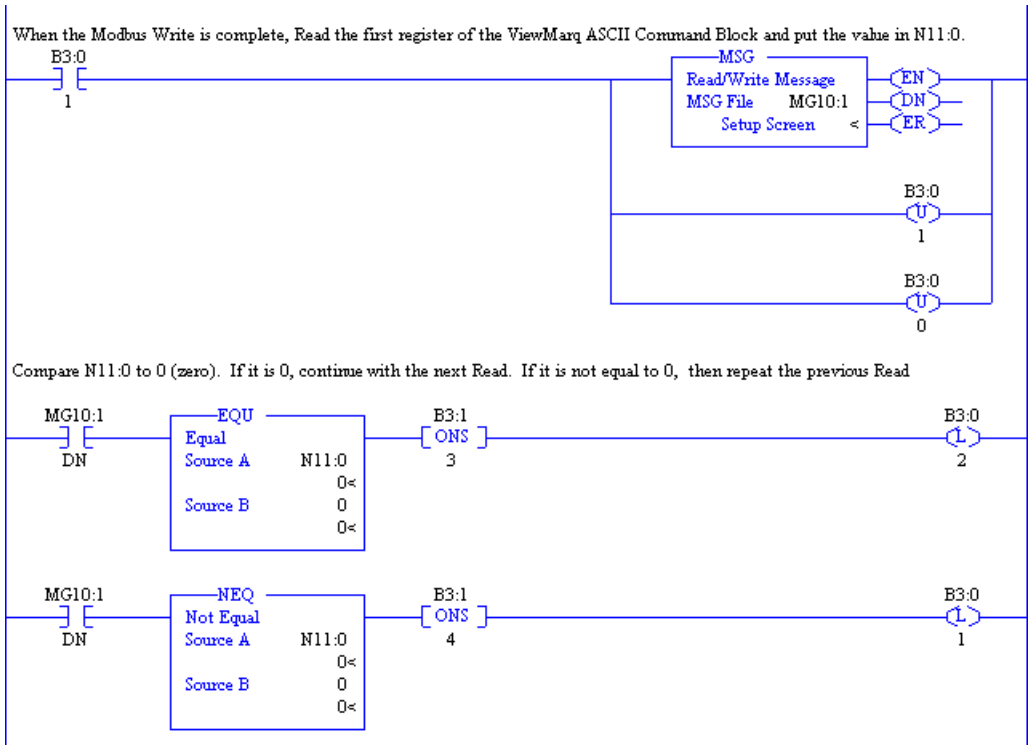 When the Modbus Write is complete, Read the first register of the ViewMarq ASCII Command Block and put the value in N11:0.
B3:0
1
MSG
Read/Write Message
MSG File MG10:1
Setup Screen <
EN
DN
ER
B3:0
U
1
B3:0
U
0
Compare N11:0 to 0 (zero). If it is 0, continue with the next Read. If it is not equal to 0, then repeat the previous Read
MG10:1
DN
EQU
Equal
Source A N11:0
0<
Source B 0
0<
B3:1
ONS
3
B3:0
L
2
MG10:1
DN
NEQ
Not Equal
Source A N11:0
0<
Source B 0
0<
B3:1
ONS
4
B3:0
L
1